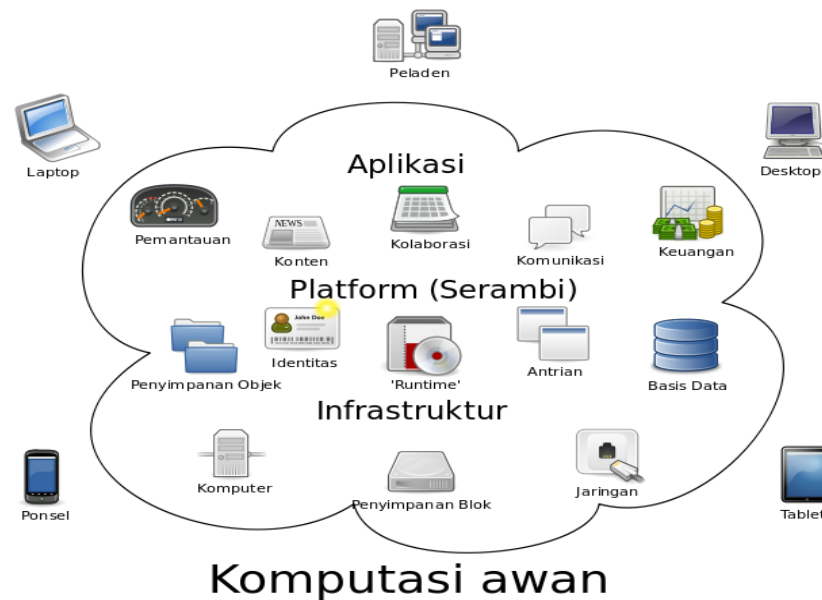 Peladen
Laptop
Desktop
Aplikasi
Pemantauan
NEWS
Konten
Kolaborasi
Komunikasi
Keuangan
Platform (Serambi)
Penyimpanan Objek
John Doe
Identitas
'Runtime'
Antrian
Basis Data
Infrastruktur
Komputer
Penyimpanan Blok
Jaringan
Ponsel
Tablet
Komputasi awan